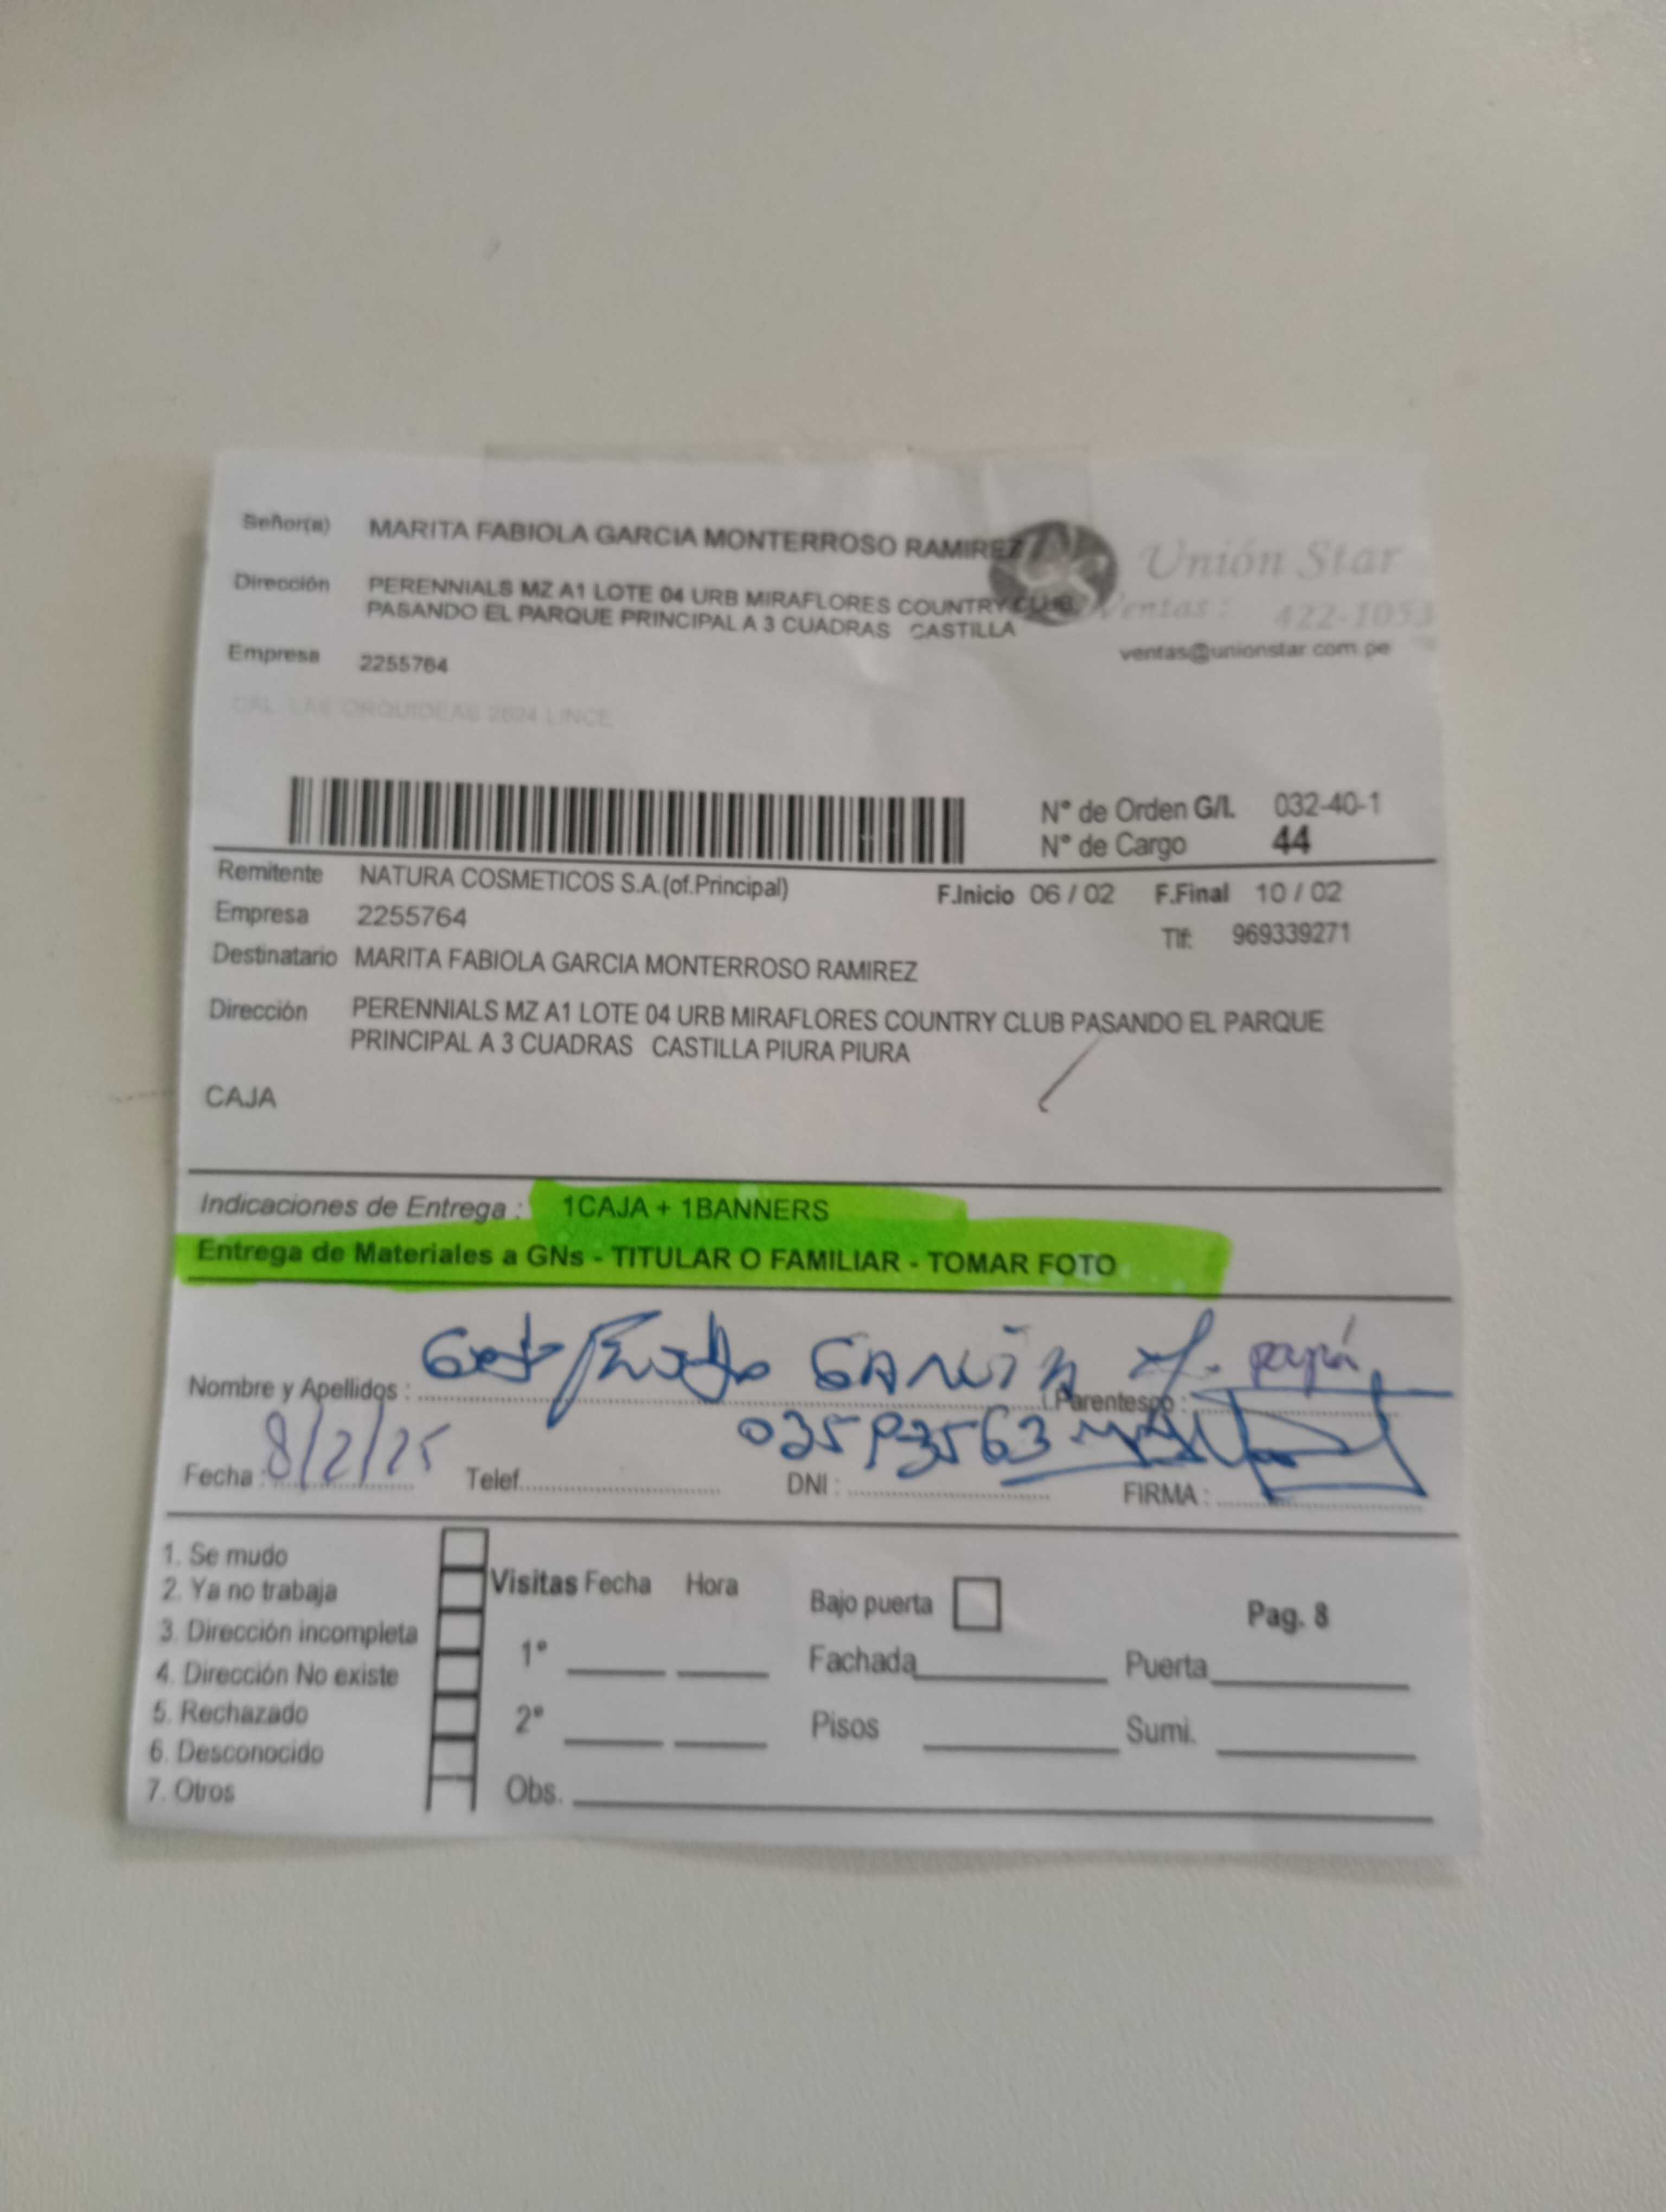 Señor(a) MARITA FABIOLA GARCIA MONTERROSO RAMIREZ
Unión Star
Dirección PERENNIALS MZ A1 LOTE 04 URB MIRAFLORES COUNTRY CLUB
PASANDO EL PARQUE PRINCIPAL A 3 CUADRAS CASTILLA
Ventas : 422-1053
Empresa 2255764
ventas@unionstar.com.pe
CAL. LAS ORQUIDEAS 2624 LINCE
N° de Orden G/L 032-40-1
N° de Cargo 44
Remitente NATURA COSMETICOS S.A.(of.Principal)
F.Inicio 06 / 02 F.Final 10 / 02
Empresa 2255764
Tlf: 969339271
Destinatario MARITA FABIOLA GARCIA MONTERROSO RAMIREZ
Dirección PERENNIALS MZ A1 LOTE 04 URB MIRAFLORES COUNTRY CLUB PASANDO EL PARQUE
PRINCIPAL A 3 CUADRAS CASTILLA PIURA PIURA
CAJA
Indicaciones de Entrega : 1CAJA + 1BANNERS
Entrega de Materiales a GNs - TITULAR O FAMILIAR - TOMAR FOTO
Nombre y Apellidos : GARCIA Parentesco : papá
Fecha : 8/2/25 Telef. DNI : FIRMA :
1. Se mudo
2. Ya no trabaja
3. Dirección incompleta
4. Dirección No existe
5. Rechazado
6. Desconocido
7. Otros
Visitas Fecha Hora
1°
2°
Obs.
Bajo puerta
Pag. 8
Fachada Puerta
Pisos Sumi.